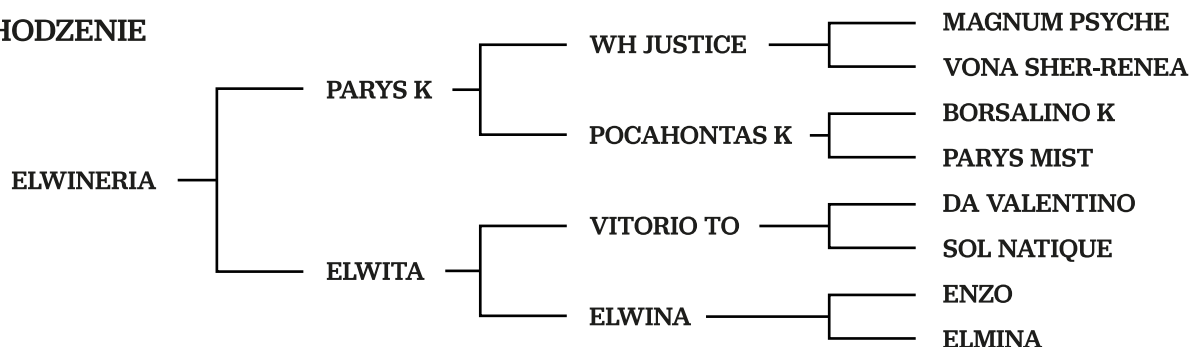 HODZENIE
MAGNUM PSYCHE
WH JUSTICE
VONA SHER-RENEA
PARYS K
BORSALINO K
POCAHONTAS K
PARYS MIST
ELWINERIA
DA VALENTINO
VITORIO TO
SOL NATIQUE
ELWITA
ENZO
ELWINA
ELMINA